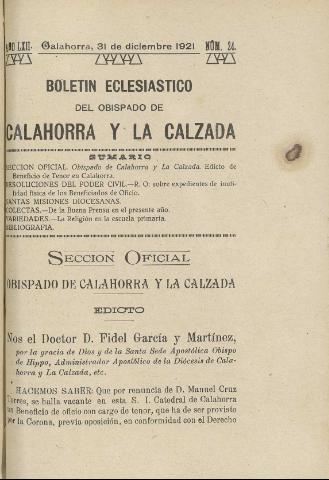 AÑO LXII. Calahorra, 31 de diciembre 1921 NÚM. 24.
BOLETIN ECLESIASTICO
DEL OBISPADO DE
CALAHORRA Y LA CALZADA
SUMARIO
SECCION OFICIAL. Obispado de Calahorra y La Calzada. Edicto de
Beneficio de Tenor en Calahorra.
RESOLUCIONES DEL PODER CIVIL.—R. O. sobre expedientes de inuti-
lidad física de los Beneficiados de Oficio.
SANTAS MISIONES DIOCESANAS.
COLECTAS.—De la Buena Prensa en el presente año.
VARIEDADES.—La Religión en la escuela primaria.
BIBLIOGRAFIA.
SECCION OFICIAL
OBISPADO DE CALAHORRA Y LA CALZADA
EDICTO
Nos el Doctor D. Fidel García y Martínez,
por la gracia de Dios y de la Santa Sede Apostólica Obispo
de Hippo, Administrador Apostólico de la Diócesis de Cala-
horra y La Calzada, etc.
HACEMOS SABER: Que por renuncia de D. Manuel Cruz
se halla vacante en esta S. I. Catedral de Calahorra
un Beneficio de oficio con cargo de tenor, que ha de ser provisto
por la Corona, previa oposición, en conformidad con el Derecho